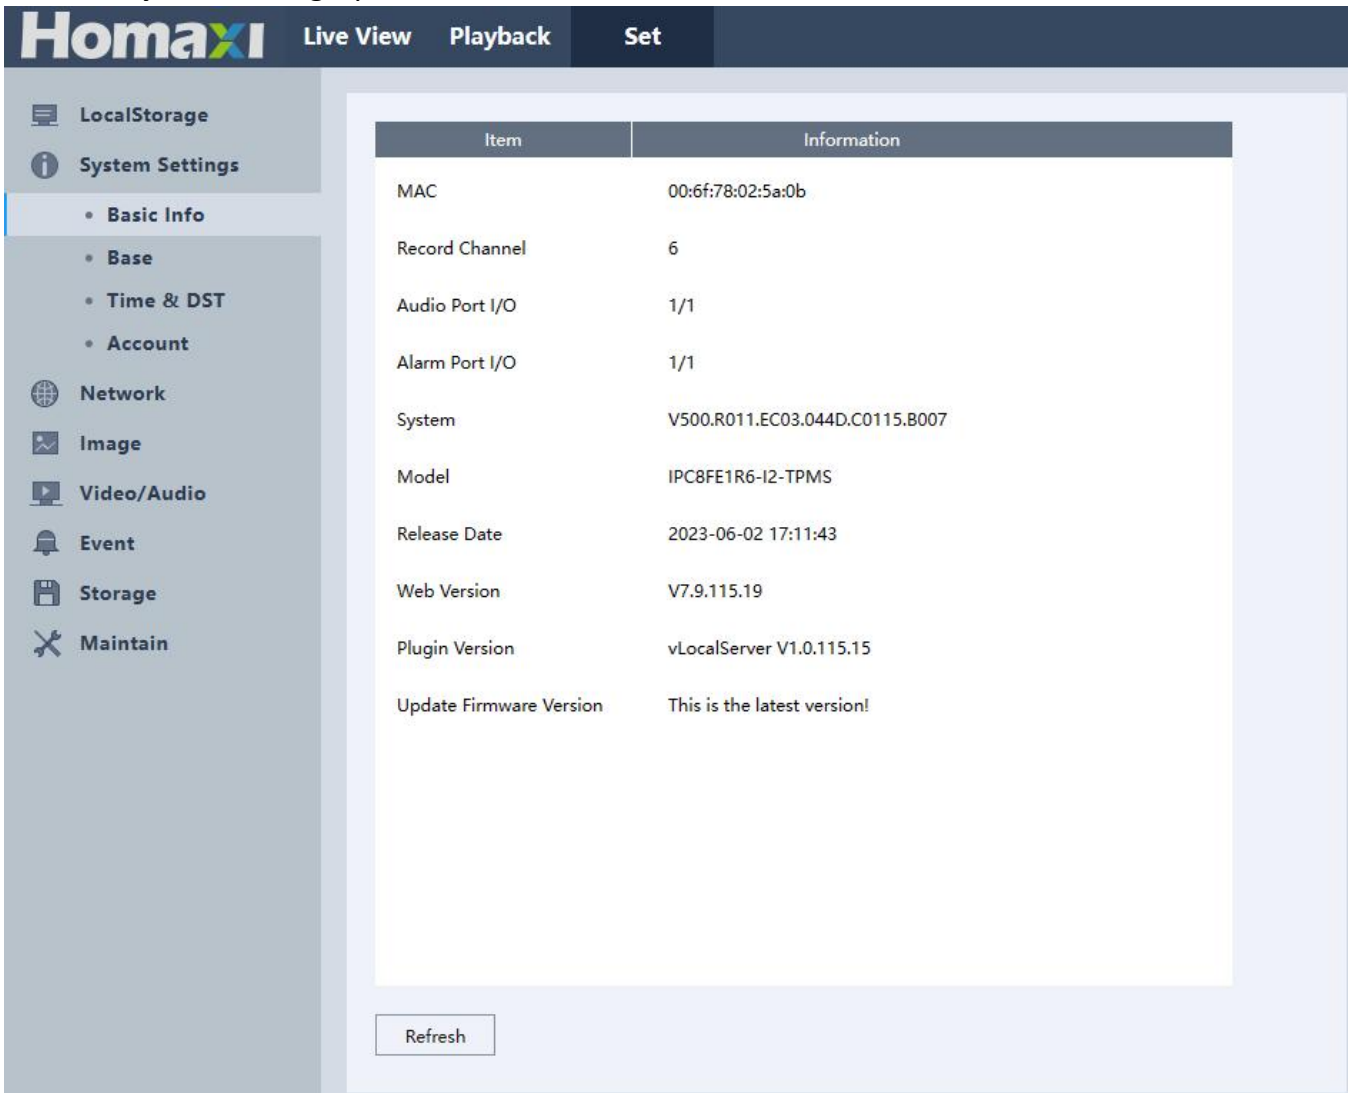 Homaxi Live View Playback Set
LocalStorage
System Settings
Basic Info
Base
Time & DST
Account
Network
Image
Video/Audio
Event
Storage
Maintain
Item Information
MAC 00:6f:78:02:5a:0b
Record Channel 6
Audio Port I/O 1/1
Alarm Port I/O 1/1
System V500.R011.EC03.044D.C0115.B007
Model IPC8FE1R6-I2-TPMS
Release Date 2023-06-02 17:11:43
Web Version V7.9.115.19
Plugin Version vLocalServer V1.0.115.15
Update Firmware Version This is the latest version!
Refresh